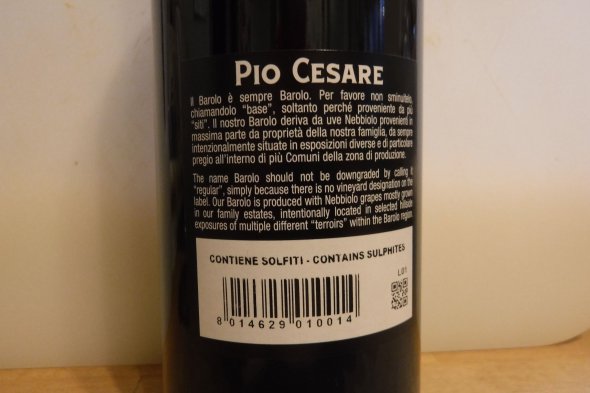 PIO CESARE
Il Barolo è sempre Barolo. Per favore non sminuitelo,
chiamandolo "base", soltanto perché proveniente da più
"siti". Il nostro Barolo deriva da uve Nebbiolo provenienti in
massima parte da proprietà della nostra famiglia, da sempre
intenzionalmente situate in esposizioni diverse e di particolare
pregio all'interno di più Comuni della zona di produzione.
The name Barolo should not be downgraded by calling it
"regular", simply because there is no vineyard designation on the
label. Our Barolo is produced with Nebbiolo grapes mostly grown
in our family estates, intentionally located in selected hillside
exposures of multiple different "terroirs" within the Barolo region.
CONTIENE SOLFITI - CONTAINS SULPHITES
L01
8 014629 010014